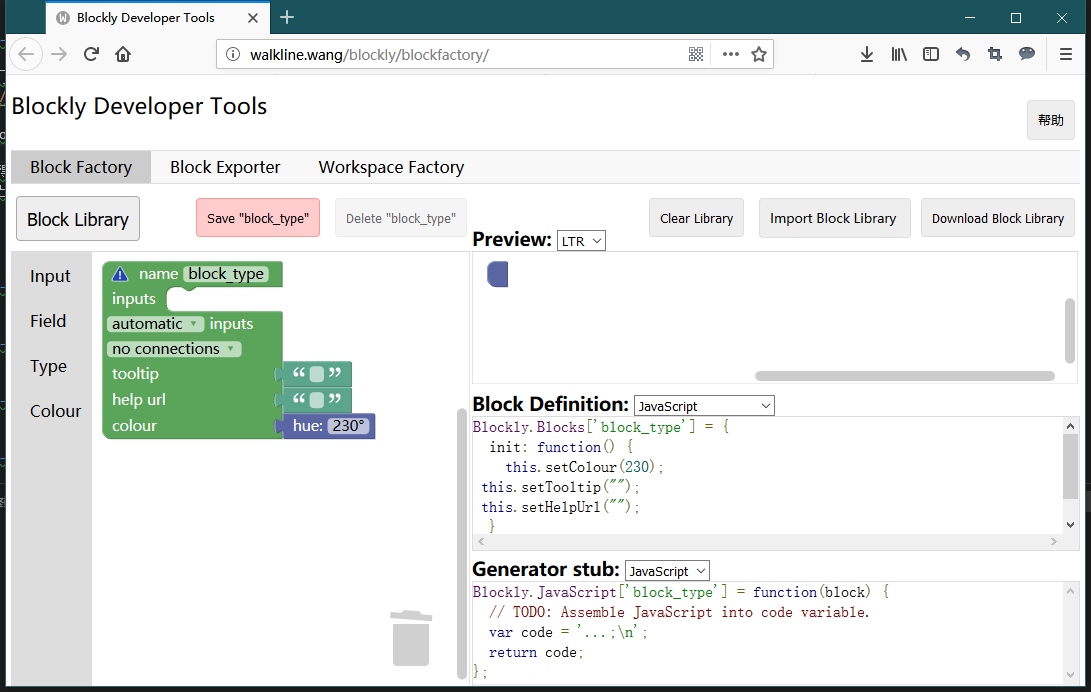 Blockly Developer Tools
walkline.wang/blockly/blockfactory/
Blockly Developer Tools
帮助
Block Factory Block Exporter Workspace Factory
Block Library Save "block_type" Delete "block_type" Clear Library Import Block Library Download Block Library
Preview: LTR
Input
Field
Type
Colour
name block_type
inputs
automatic inputs
no connections
tooltip “ ”
help url “ ”
colour hue: 230°
Block Definition: JavaScript
Blockly.Blocks['block_type'] = {
  init: function() {
    this.setColour(230);
 this.setTooltip("");
 this.setHelpUrl("");
  }
Generator stub: JavaScript
Blockly.JavaScript['block_type'] = function(block) {
  // TODO: Assemble JavaScript into code variable.
  var code = '...;\n';
  return code;
};